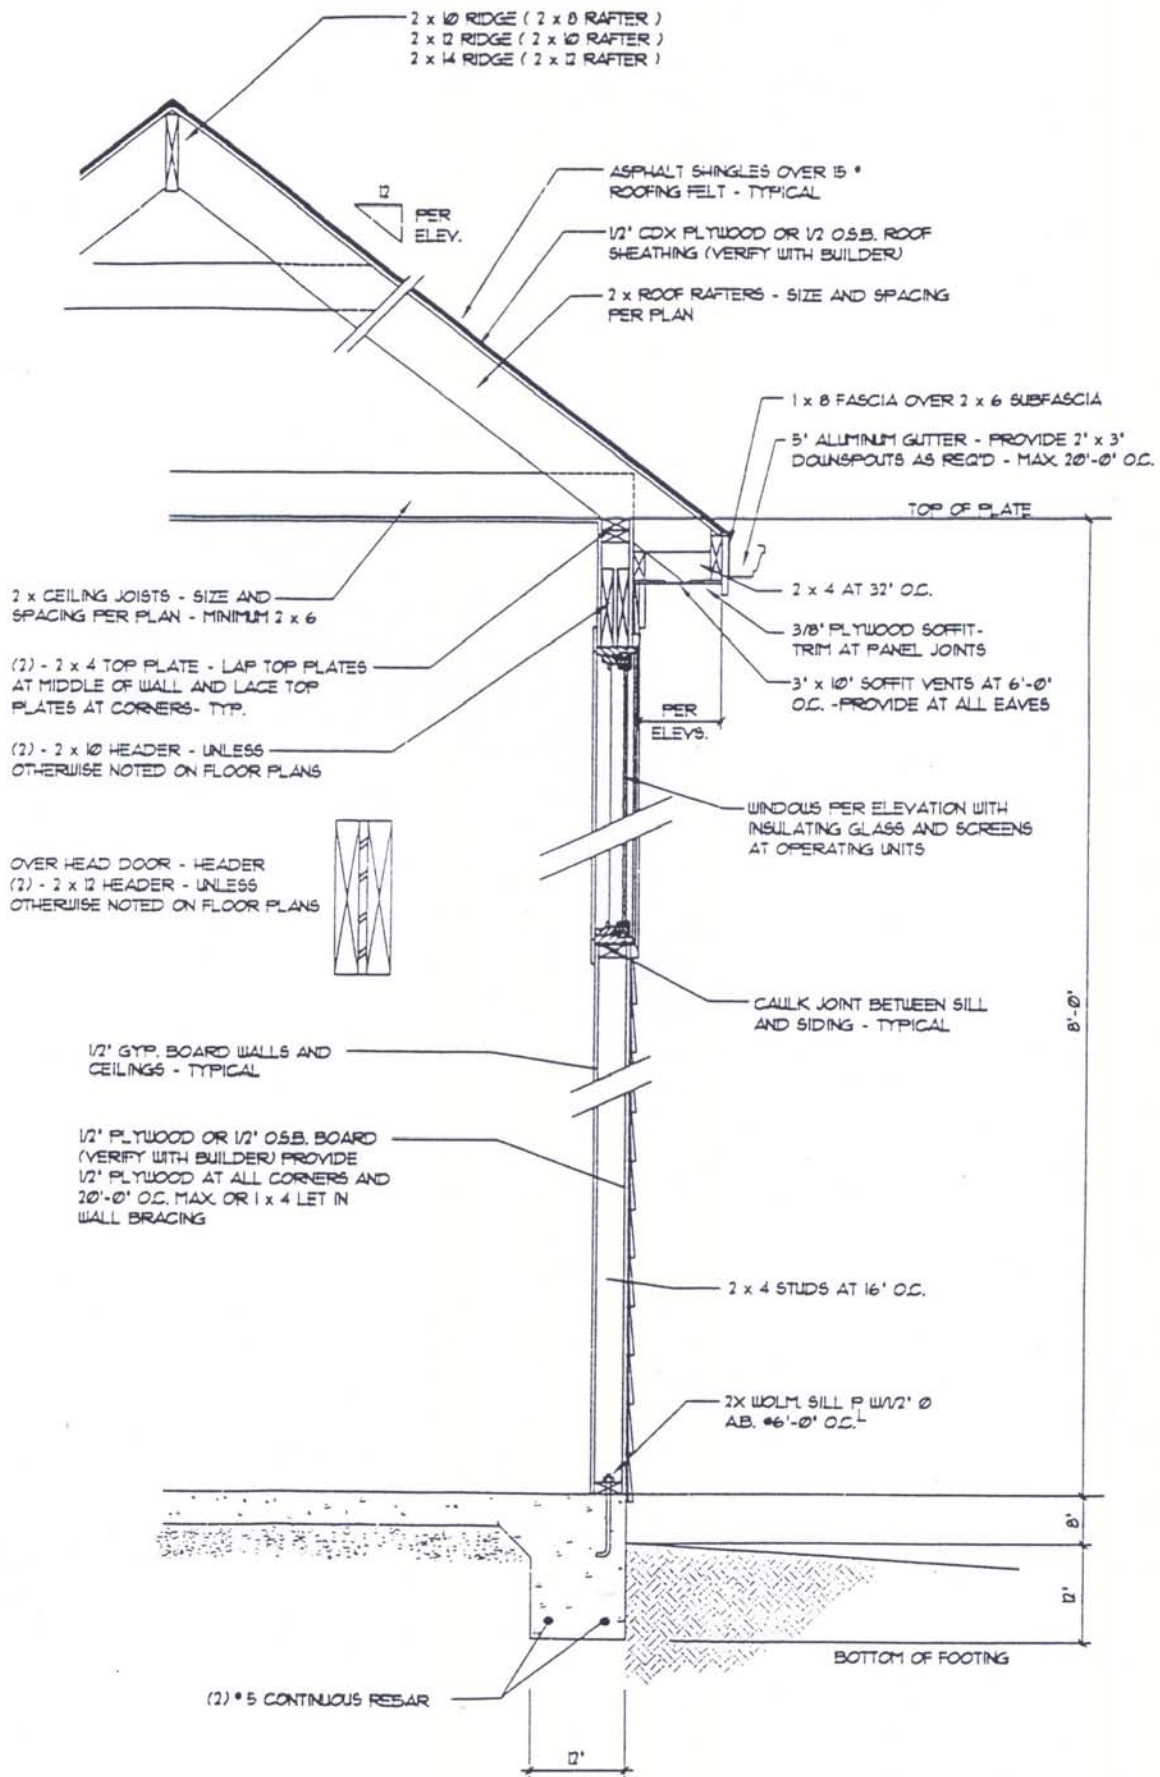 2 x 10 RIDGE ( 2 x 8 RAFTER )
2 x 12 RIDGE ( 2 x 10 RAFTER )
2 x 14 RIDGE ( 2 x 12 RAFTER )
ASPHALT SHINGLES OVER 15 #
ROOFING FELT - TYPICAL
12
PER
ELEV.
1/2" CDX PLYWOOD OR 1/2 O.S.B. ROOF
SHEATHING (VERIFY WITH BUILDER)
2 x ROOF RAFTERS - SIZE AND SPACING
PER PLAN
1 x 8 FASCIA OVER 2 x 6 SUBFASCIA
5" ALUMINUM GUTTER - PROVIDE 2" x 3"
DOWNSPOUTS AS REQ'D - MAX. 20'-0" O.C.
TOP OF PLATE
2 x CEILING JOISTS - SIZE AND
SPACING PER PLAN - MINIMUM 2 x 6
2 x 4 AT 32" O.C.
3/8" PLYWOOD SOFFIT-
TRIM AT PANEL JOINTS
(2) - 2 x 4 TOP PLATE - LAP TOP PLATES
AT MIDDLE OF WALL AND LACE TOP
PLATES AT CORNERS- TYP.
3" x 10" SOFFIT VENTS AT 6'-0"
O.C. -PROVIDE AT ALL EAVES
PER
ELEVS.
(2) - 2 x 10 HEADER - UNLESS
OTHERWISE NOTED ON FLOOR PLANS
WINDOWS PER ELEVATION WITH
INSULATING GLASS AND SCREENS
AT OPERATING UNITS
OVER HEAD DOOR - HEADER
(2) - 2 x 12 HEADER - UNLESS
OTHERWISE NOTED ON FLOOR PLANS
CAULK JOINT BETWEEN SILL
AND SIDING - TYPICAL
8'-0"
1/2" GYP. BOARD WALLS AND
CEILINGS - TYPICAL
1/2" PLYWOOD OR 1/2" O.S.B. BOARD
(VERIFY WITH BUILDER) PROVIDE
1/2" PLYWOOD AT ALL CORNERS AND
20'-0" O.C. MAX. OR 1 x 4 LET IN
WALL BRACING
2 x 4 STUDS AT 16" O.C.
2X WOLM. SILL PL W/1/2" Ø
A.B. @6'-0" O.C.
8"
12"
BOTTOM OF FOOTING
(2) # 5 CONTINUOUS REBAR
12"